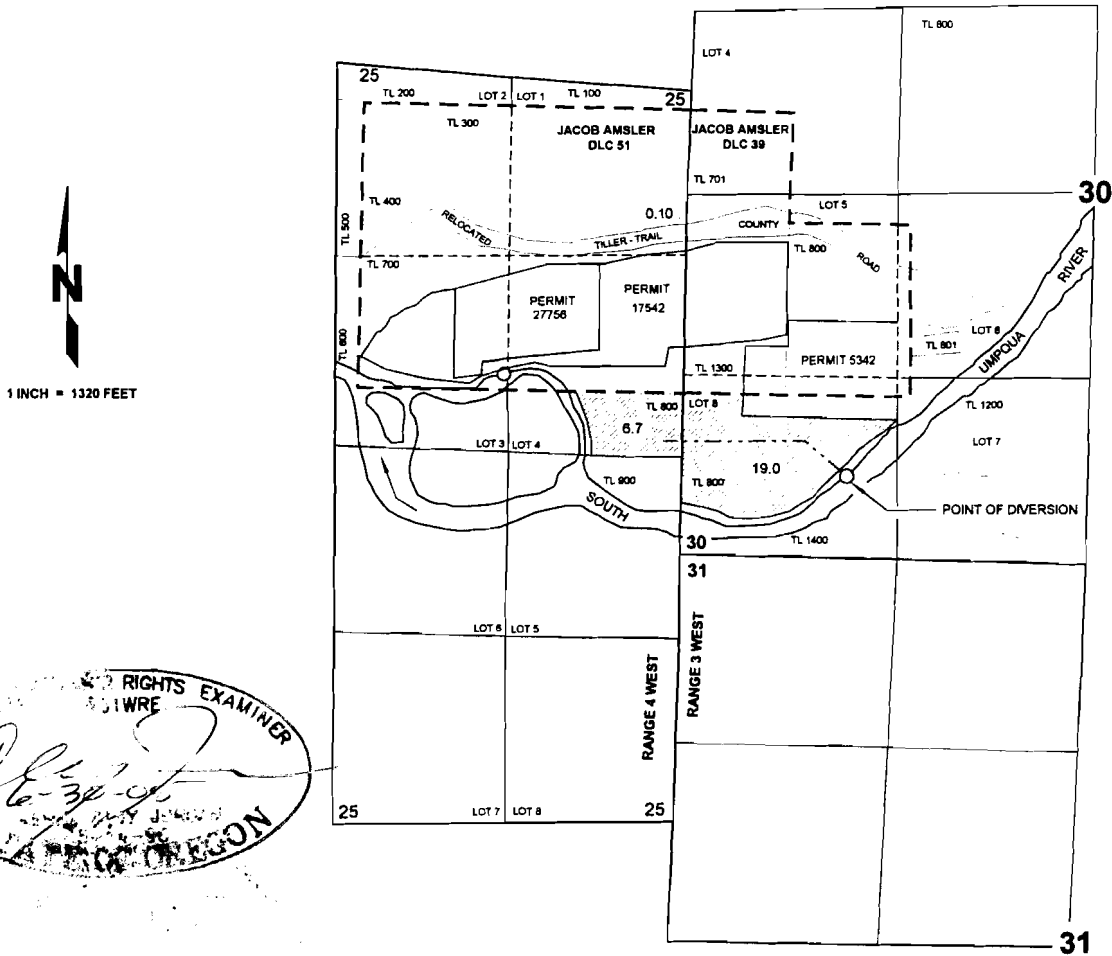 TL 800
LOT 4
25
TL 200
LOT 2
LOT 1
TL 100
25
TL 300
JACOB AMSLER
DLC 51
JACOB AMSLER
DLC 39
TL 701
30
TL 400
LOT 5
0.10
RELOCATED
TILLER - TRAIL
COUNTY
ROAD
TL 500
TL 800
TL 700
RIVER
N
PERMIT
27756
PERMIT
17542
UMPQUA
LOT 6
TL 801
TL 600
PERMIT 5342
TL 1300
1 INCH = 1320 FEET
TL 800
LOT 8
TL 1200
6.7
LOT 7
LOT 3
LOT 4
19.0
TL 900
TL 800
SOUTH
POINT OF DIVERSION
30
TL 1400
31
LOT 6
LOT 5
RANGE 4 WEST
RANGE 3 WEST
RIGHTS EXAMINER
25
LOT 7
LOT 8
25
OREGON
31